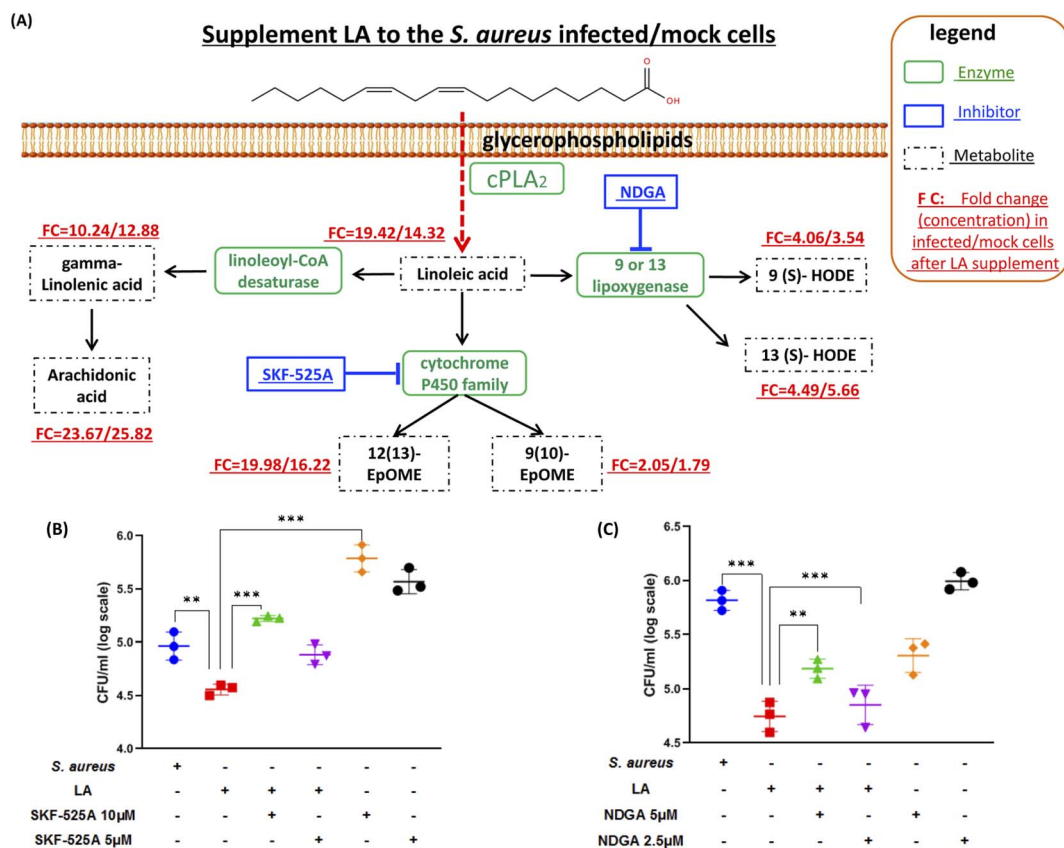 (A)
Supplement LA to the S. aureus infected/mock cells
O
OH
glycerophospholipids
cPLA2
NDGA
FC=10.24/12.88
FC=19.42/14.32
FC=4.06/3.54
gamma-
Linolenic acid
linoleoyl-CoA
desaturase
Linoleic acid
9 or 13
lipoxygenase
9 (S)- HODE
13 (S)- HODE
FC=4.49/5.66
Arachidonic
acid
FC=23.67/25.82
SKF-525A
cytochrome
P450 family
FC=19.98/16.22
12(13)-
EpOME
9(10)-
EpOME
FC=2.05/1.79
legend
Enzyme
Inhibitor
Metabolite
F C: Fold change
(concentration) in
infected/mock cells
after LA supplement
(B)
CFU/ml (log scale)
6.0
5.5
5.0
4.5
4.0
**
***
***
S. aureus + - - - - -
LA - + + + - -
SKF-525A 10μM - - + - + -
SKF-525A 5μM - - - + - +
(C)
CFU/ml (log scale)
6.5
6.0
5.5
5.0
4.5
***
***
**
S. aureus + - - - - -
LA - + + + - -
NDGA 5μM - - + - + -
NDGA 2.5μM - - - + - +